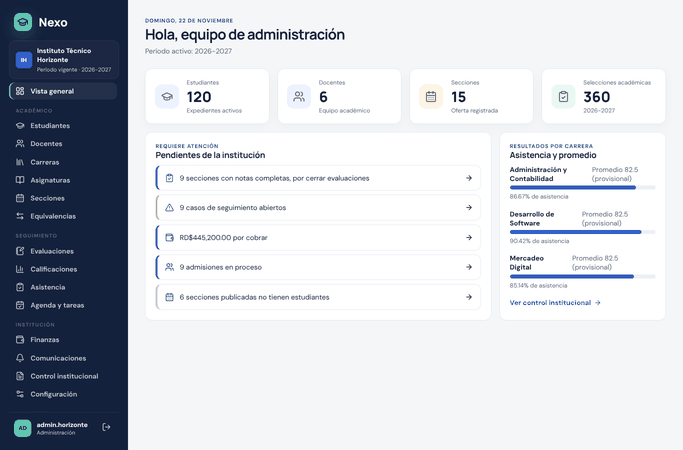 Nexo
IH
Instituto Técnico
Horizonte
Período vigente · 2026-2027
Vista general
ACADÉMICO
Estudiantes
Docentes
Carreras
Asignaturas
Secciones
Equivalencias
SEGUIMIENTO
Evaluaciones
Calificaciones
Asistencia
Agenda y tareas
INSTITUCIÓN
Finanzas
Comunicaciones
Control institucional
Configuración
AD
admin.horizonte
Administración
DOMINGO, 22 DE NOVIEMBRE
Hola, equipo de administración
Período activo: 2026-2027
Estudiantes
120
Expedientes activos
Docentes
6
Equipo académico
Secciones
15
Oferta registrada
Selecciones académicas
360
2026-2027
REQUIERE ATENCIÓN
Pendientes de la institución
9 secciones con notas completas, por cerrar evaluaciones
9 casos de seguimiento abiertos
RD$445,200.00 por cobrar
9 admisiones en proceso
6 secciones publicadas no tienen estudiantes
RESULTADOS POR CARRERA
Asistencia y promedio
Administración y Contabilidad
Promedio 82.5 (provisional)
86.67% de asistencia
Desarrollo de Software
Promedio 82.5 (provisional)
90.42% de asistencia
Mercadeo Digital
Promedio 82.5 (provisional)
85.14% de asistencia
Ver control institucional →